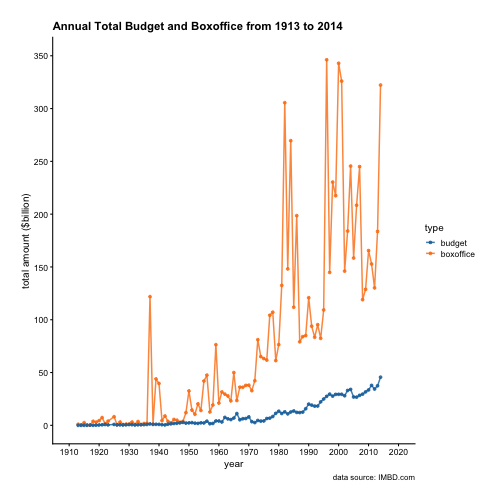 Annual Total Budget and Boxoffice from 1913 to 2014
350
300
250
200
150
100
50
0
total amount ($billion)
1910 1920 1930 1940 1950 1960 1970 1980 1990 2000 2010 2020
year
type
budget
boxoffice
data source: IMBD.com